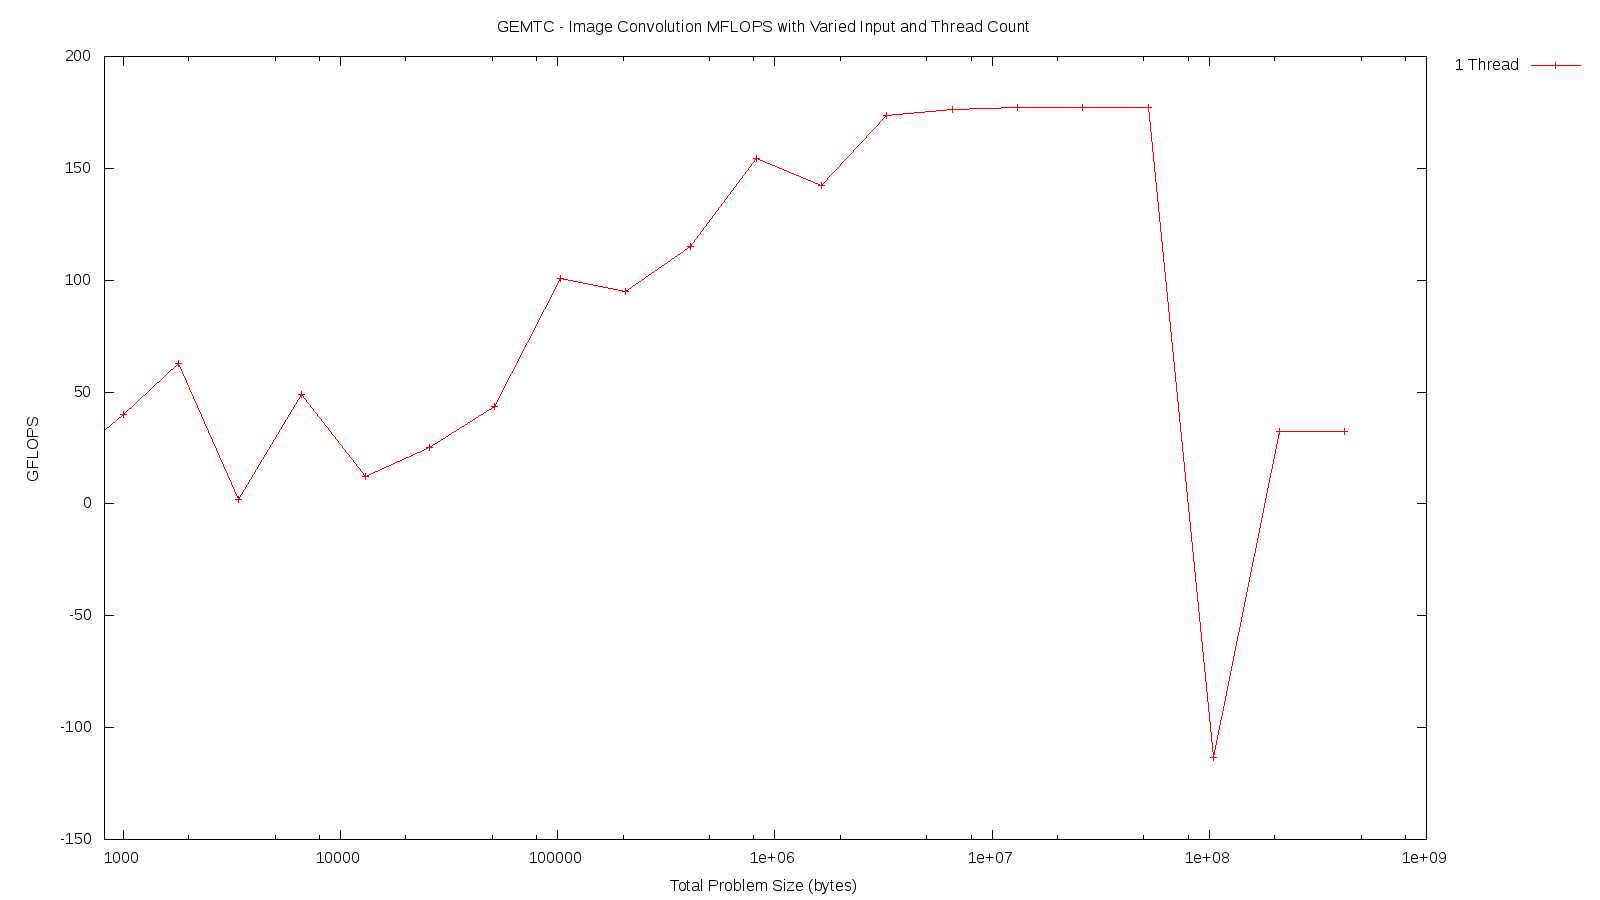 GEMTC - Image Convolution MFLOPS with Varied Input and Thread Count
1 Thread
200
150
100
50
0
-50
-100
-150
GFLOPS
1000 10000 100000 1e+06 1e+07 1e+08 1e+09
Total Problem Size (bytes)